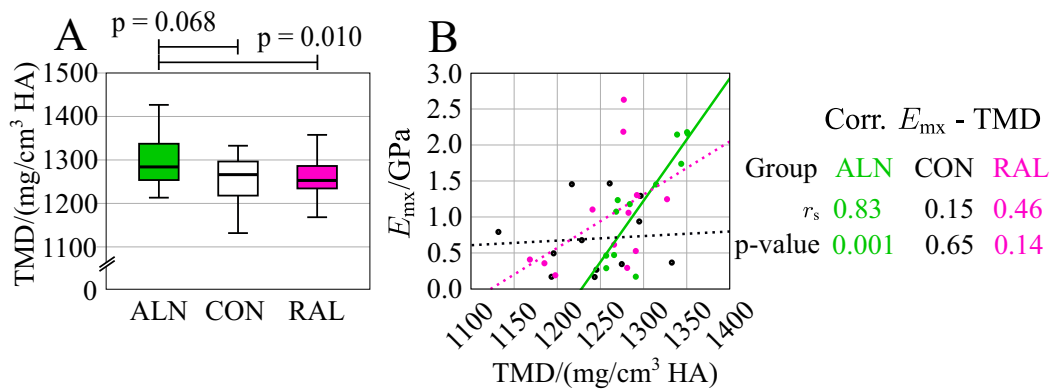 A
p = 0.068
p = 0.010
TMD/(mg/cm³ HA)
1500
1400
1300
1200
1100
0
ALN CON RAL
B
E_mx/GPa
3.0
2.5
2.0
1.5
1.0
0.5
0.0
1100 1150 1200 1250 1300 1350 1400
TMD/(mg/cm³ HA)
Corr. E_mx - TMD
Group ALN CON RAL
r_s 0.83 0.15 0.46
p-value 0.001 0.65 0.14